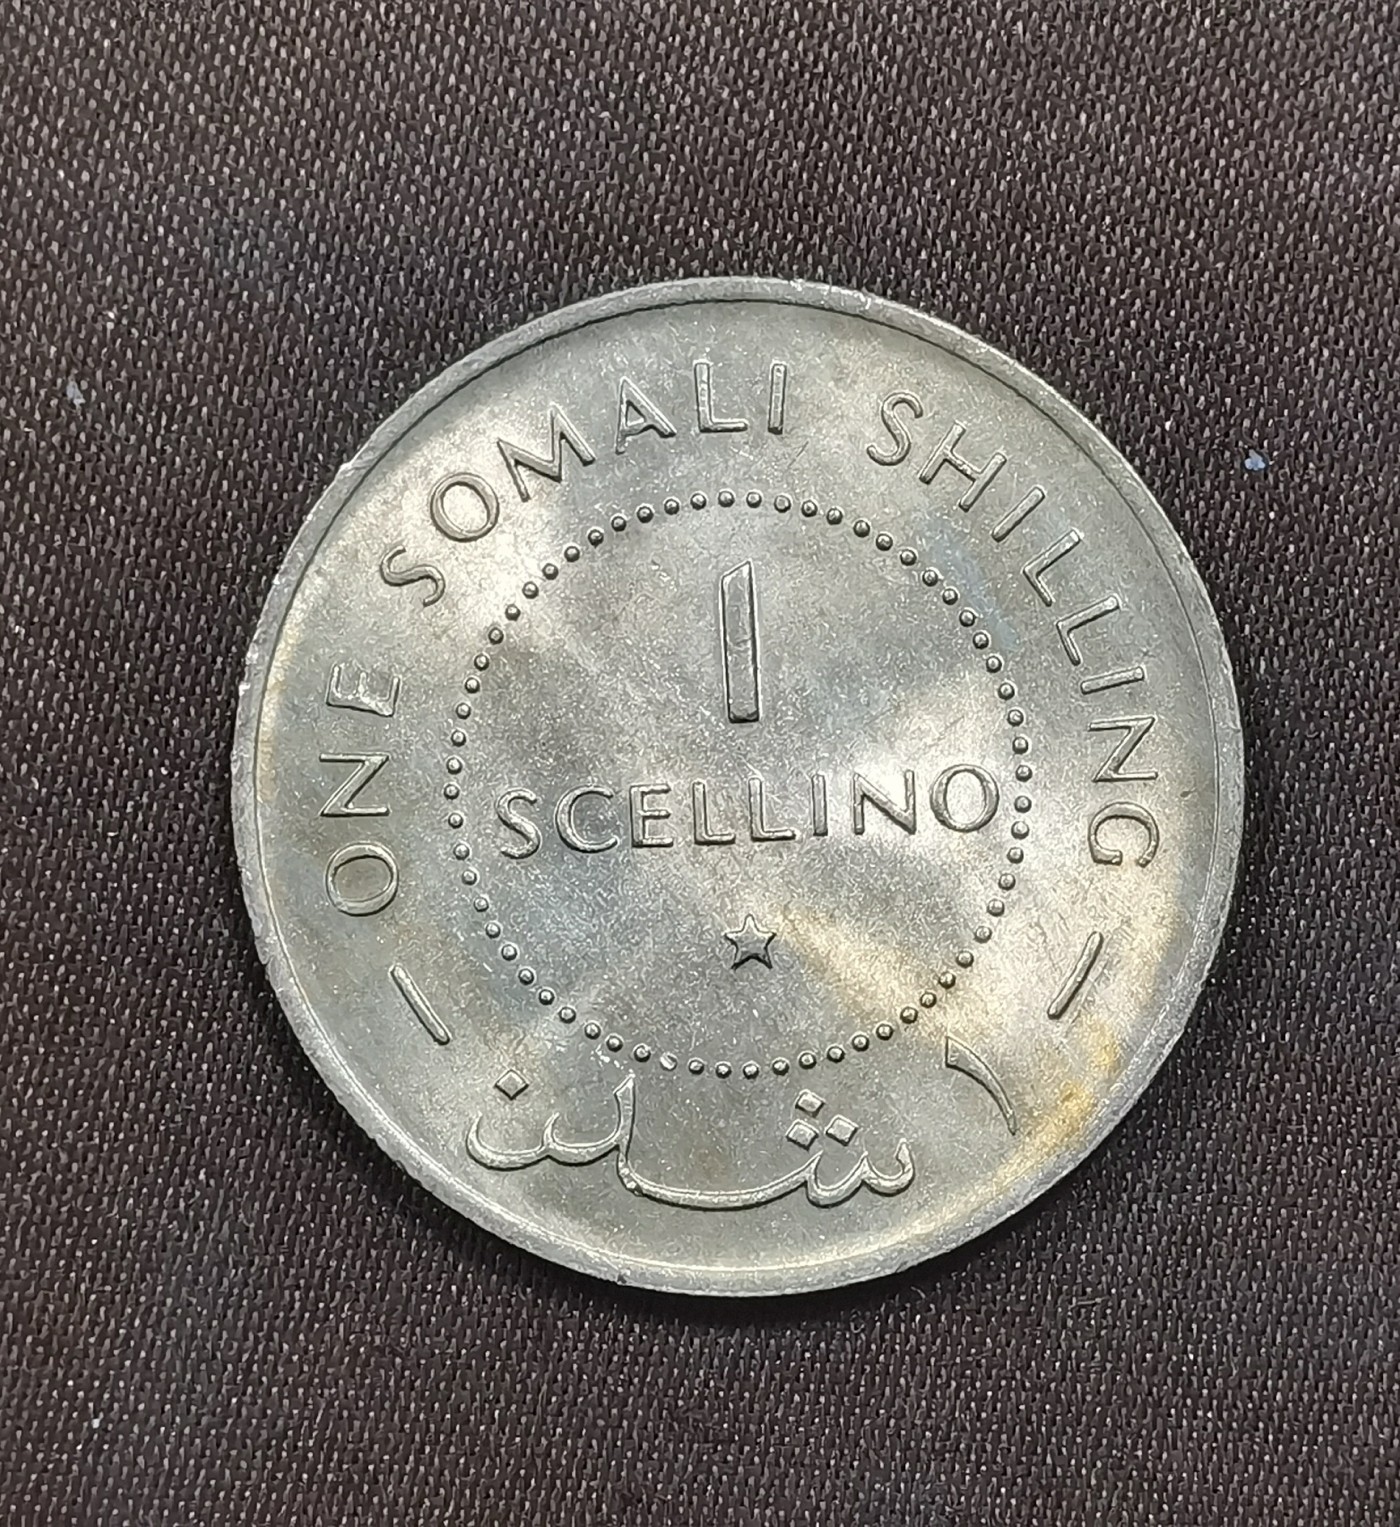 ONE SOMALI SHILLING
1
SCELLINO
١ شلن